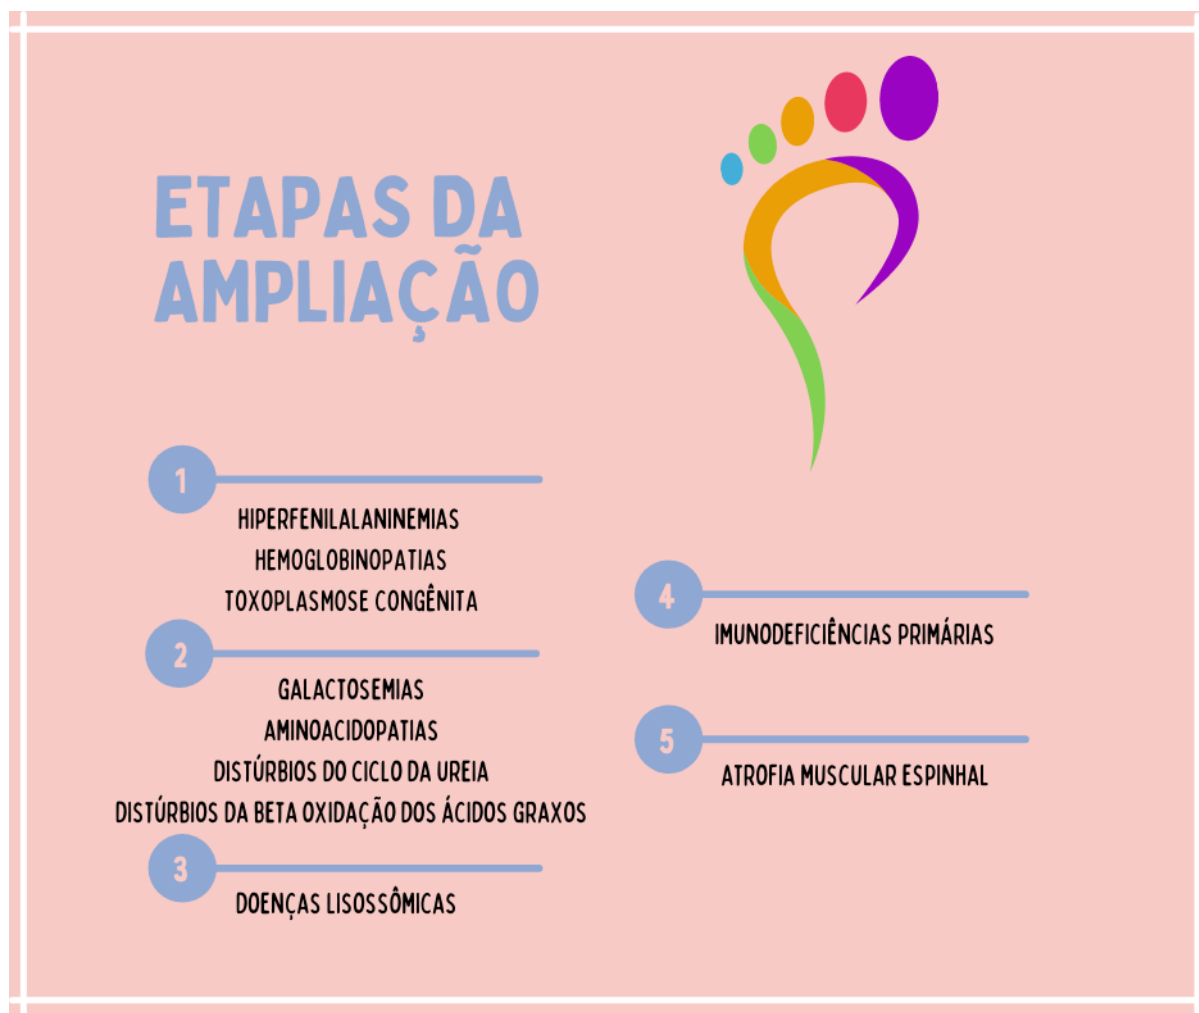 ETAPAS DA
AMPLIAÇÃO
1
HIPERFENILALANINEMIAS
HEMOGLOBINOPATIAS
TOXOPLASMOSE CONGÊNITA
2
GALACTOSEMIAS
AMINOACIDOPATIAS
DISTÚRBIOS DO CICLO DA UREIA
DISTÚRBIOS DA BETA OXIDAÇÃO DOS ÁCIDOS GRAXOS
3
DOENÇAS LISOSSÔMICAS
4
IMUNODEFICIÊNCIAS PRIMÁRIAS
5
ATROFIA MUSCULAR ESPINHAL